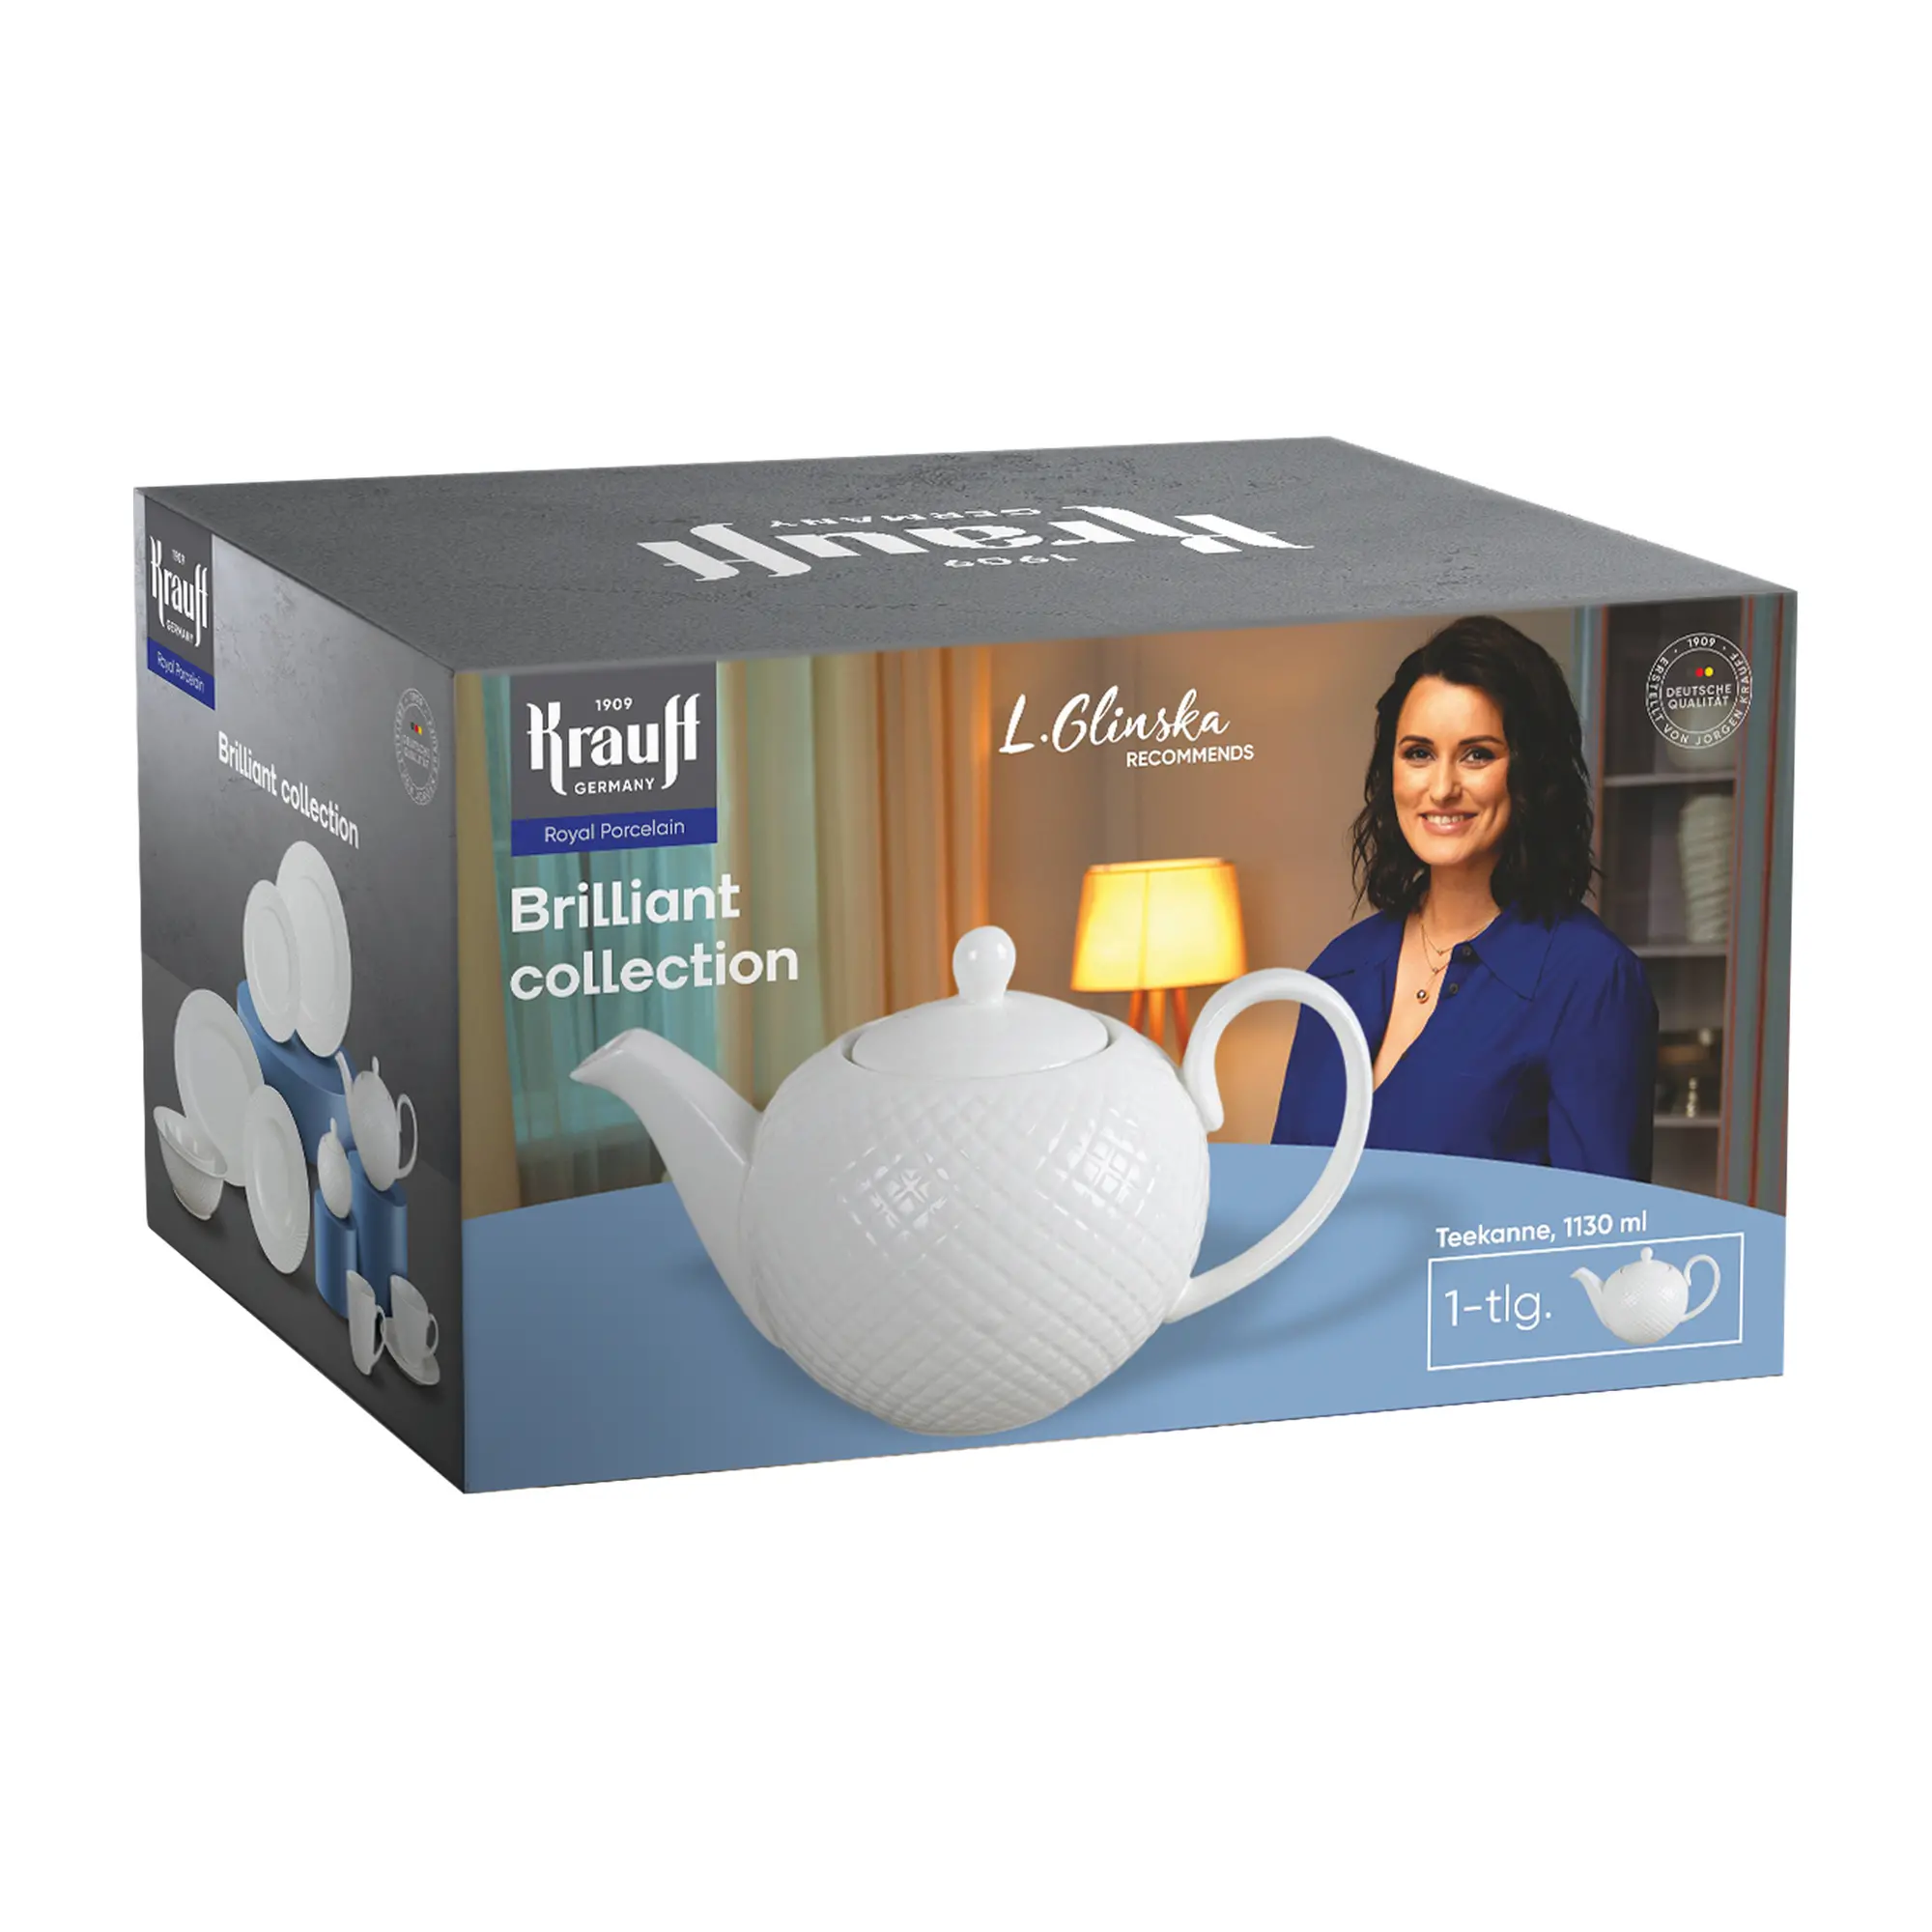 1909
Krauff
GERMANY
1909
Krauff
GERMANY
Royal Porcelain
Brilliant collection
1909
Krauff
GERMANY
Royal Porcelain
Brilliant
collection
L.Glinska
RECOMMENDS
1909
DEUTSCHE
QUALITÄT
ERSTELLT VON JORGEN KRAUFF
Teekanne, 1130 ml
1-tlg.